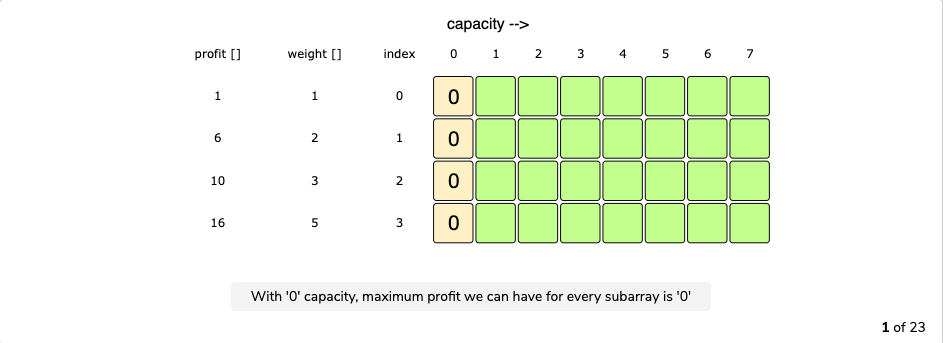 capacity -->
profit [] weight [] index 0 1 2 3 4 5 6 7
1 1 0 0
6 2 1 0
10 3 2 0
16 5 3 0
With '0' capacity, maximum profit we can have for every subarray is '0'
1 of 23